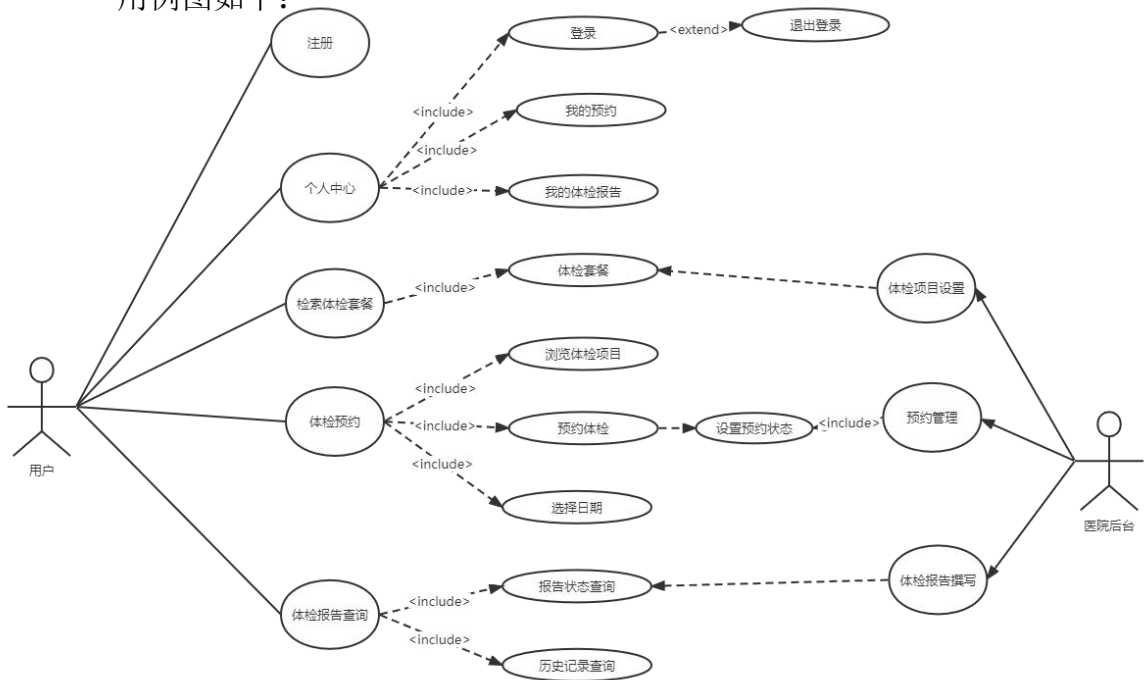 用例图如下：
注册
登录
<extend>
退出登录
<include>
我的预约
<include>
个人中心
<include>
我的体检报告
检索体检套餐
<include>
体检套餐
体检项目设置
浏览体检项目
<include>
体检预约
<include>
预约体检
设置预约状态
<include>
预约管理
<include>
选择日期
用户
医院后台
体检报告查询
<include>
报告状态查询
体检报告撰写
<include>
历史记录查询